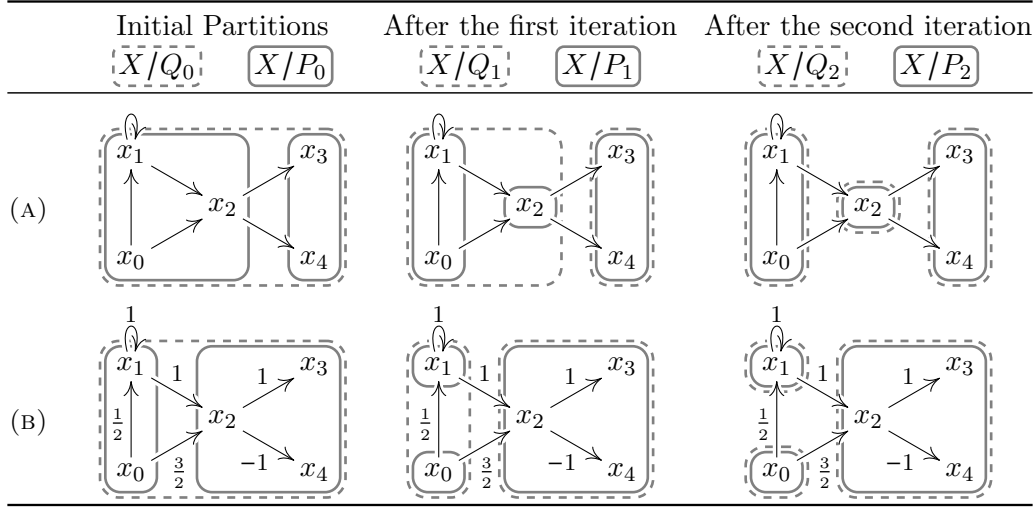 Initial Partitions After the first iteration After the second iteration
X/Q₀ X/P₀ X/Q₁ X/P₁ X/Q₂ X/P₂
x₁ x₃ x₁ x₃ x₁ x₃
(A) x₂ x₂ x₂
x₀ x₄ x₀ x₄ x₀ x₄
1 1 1
x₁ 1 1 x₃ x₁ 1 1 x₃ x₁ 1 1 x₃
(B) 1/2 x₂ 1/2 x₂ 1/2 x₂
x₀ 3/2 −1 x₄ x₀ 3/2 −1 x₄ x₀ 3/2 −1 x₄